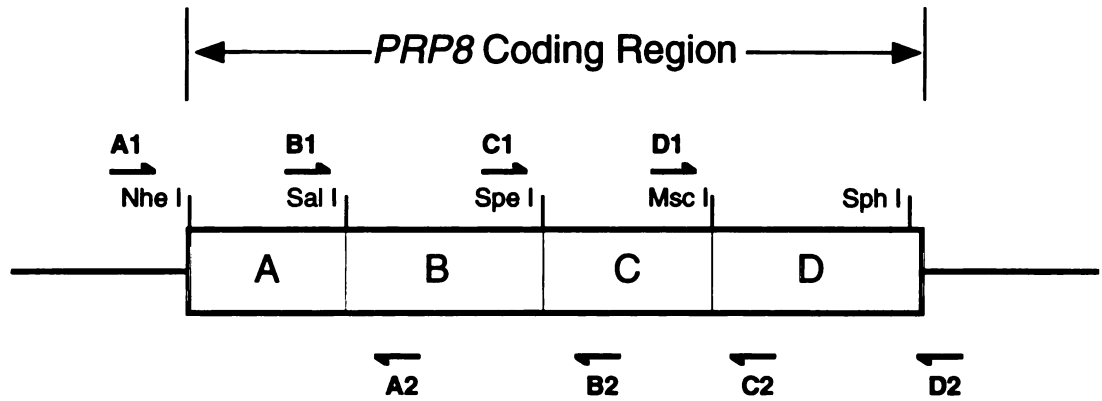 PRP8 Coding Region
A1 B1 C1 D1
Nhe I Sal I Spe I Msc I Sph I
A B C D
A2 B2 C2 D2